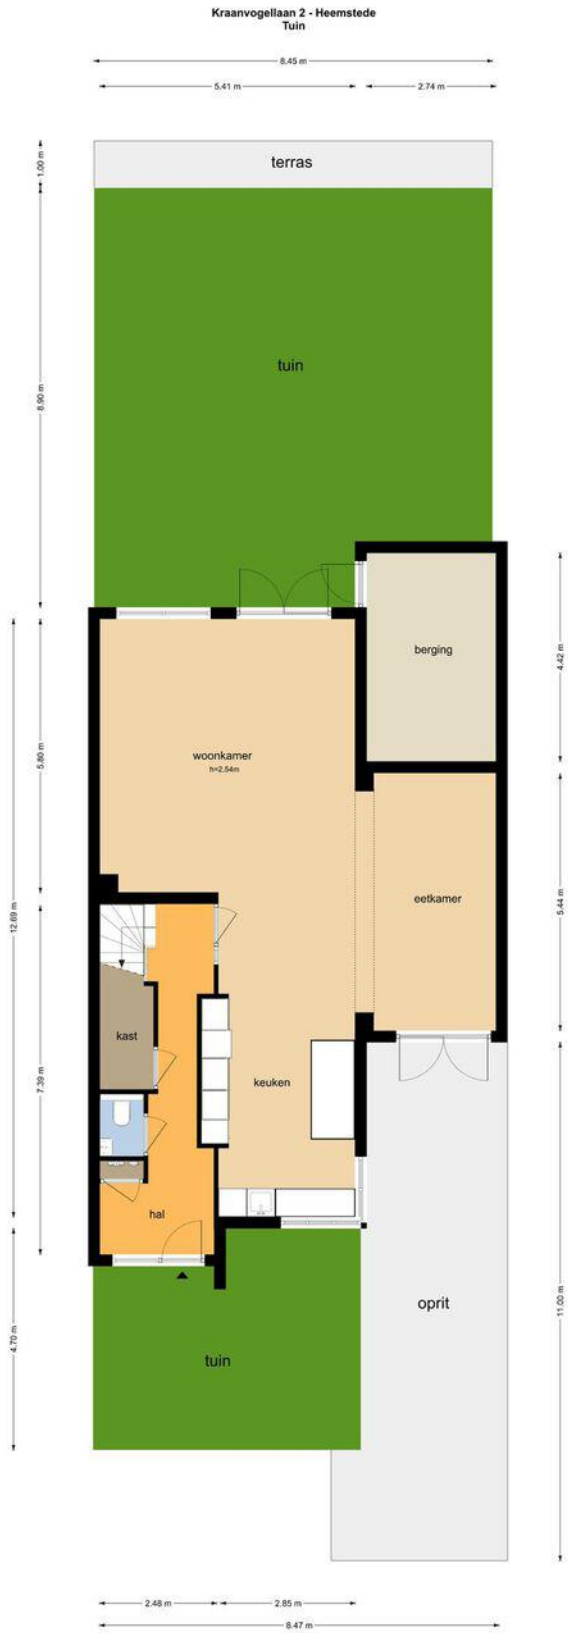 Kraanvogellaan 2 - Heemstede
Tuin
8.45 m
5.41 m
2.74 m
1.00 m
terras
8.90 m
tuin
4.42 m
berging
5.80 m
woonkamer
h=2.54m
12.69 m
5.44 m
eetkamer
7.39 m
kast
keuken
hal
11.00 m
oprit
4.70 m
tuin
2.48 m
2.85 m
8.47 m